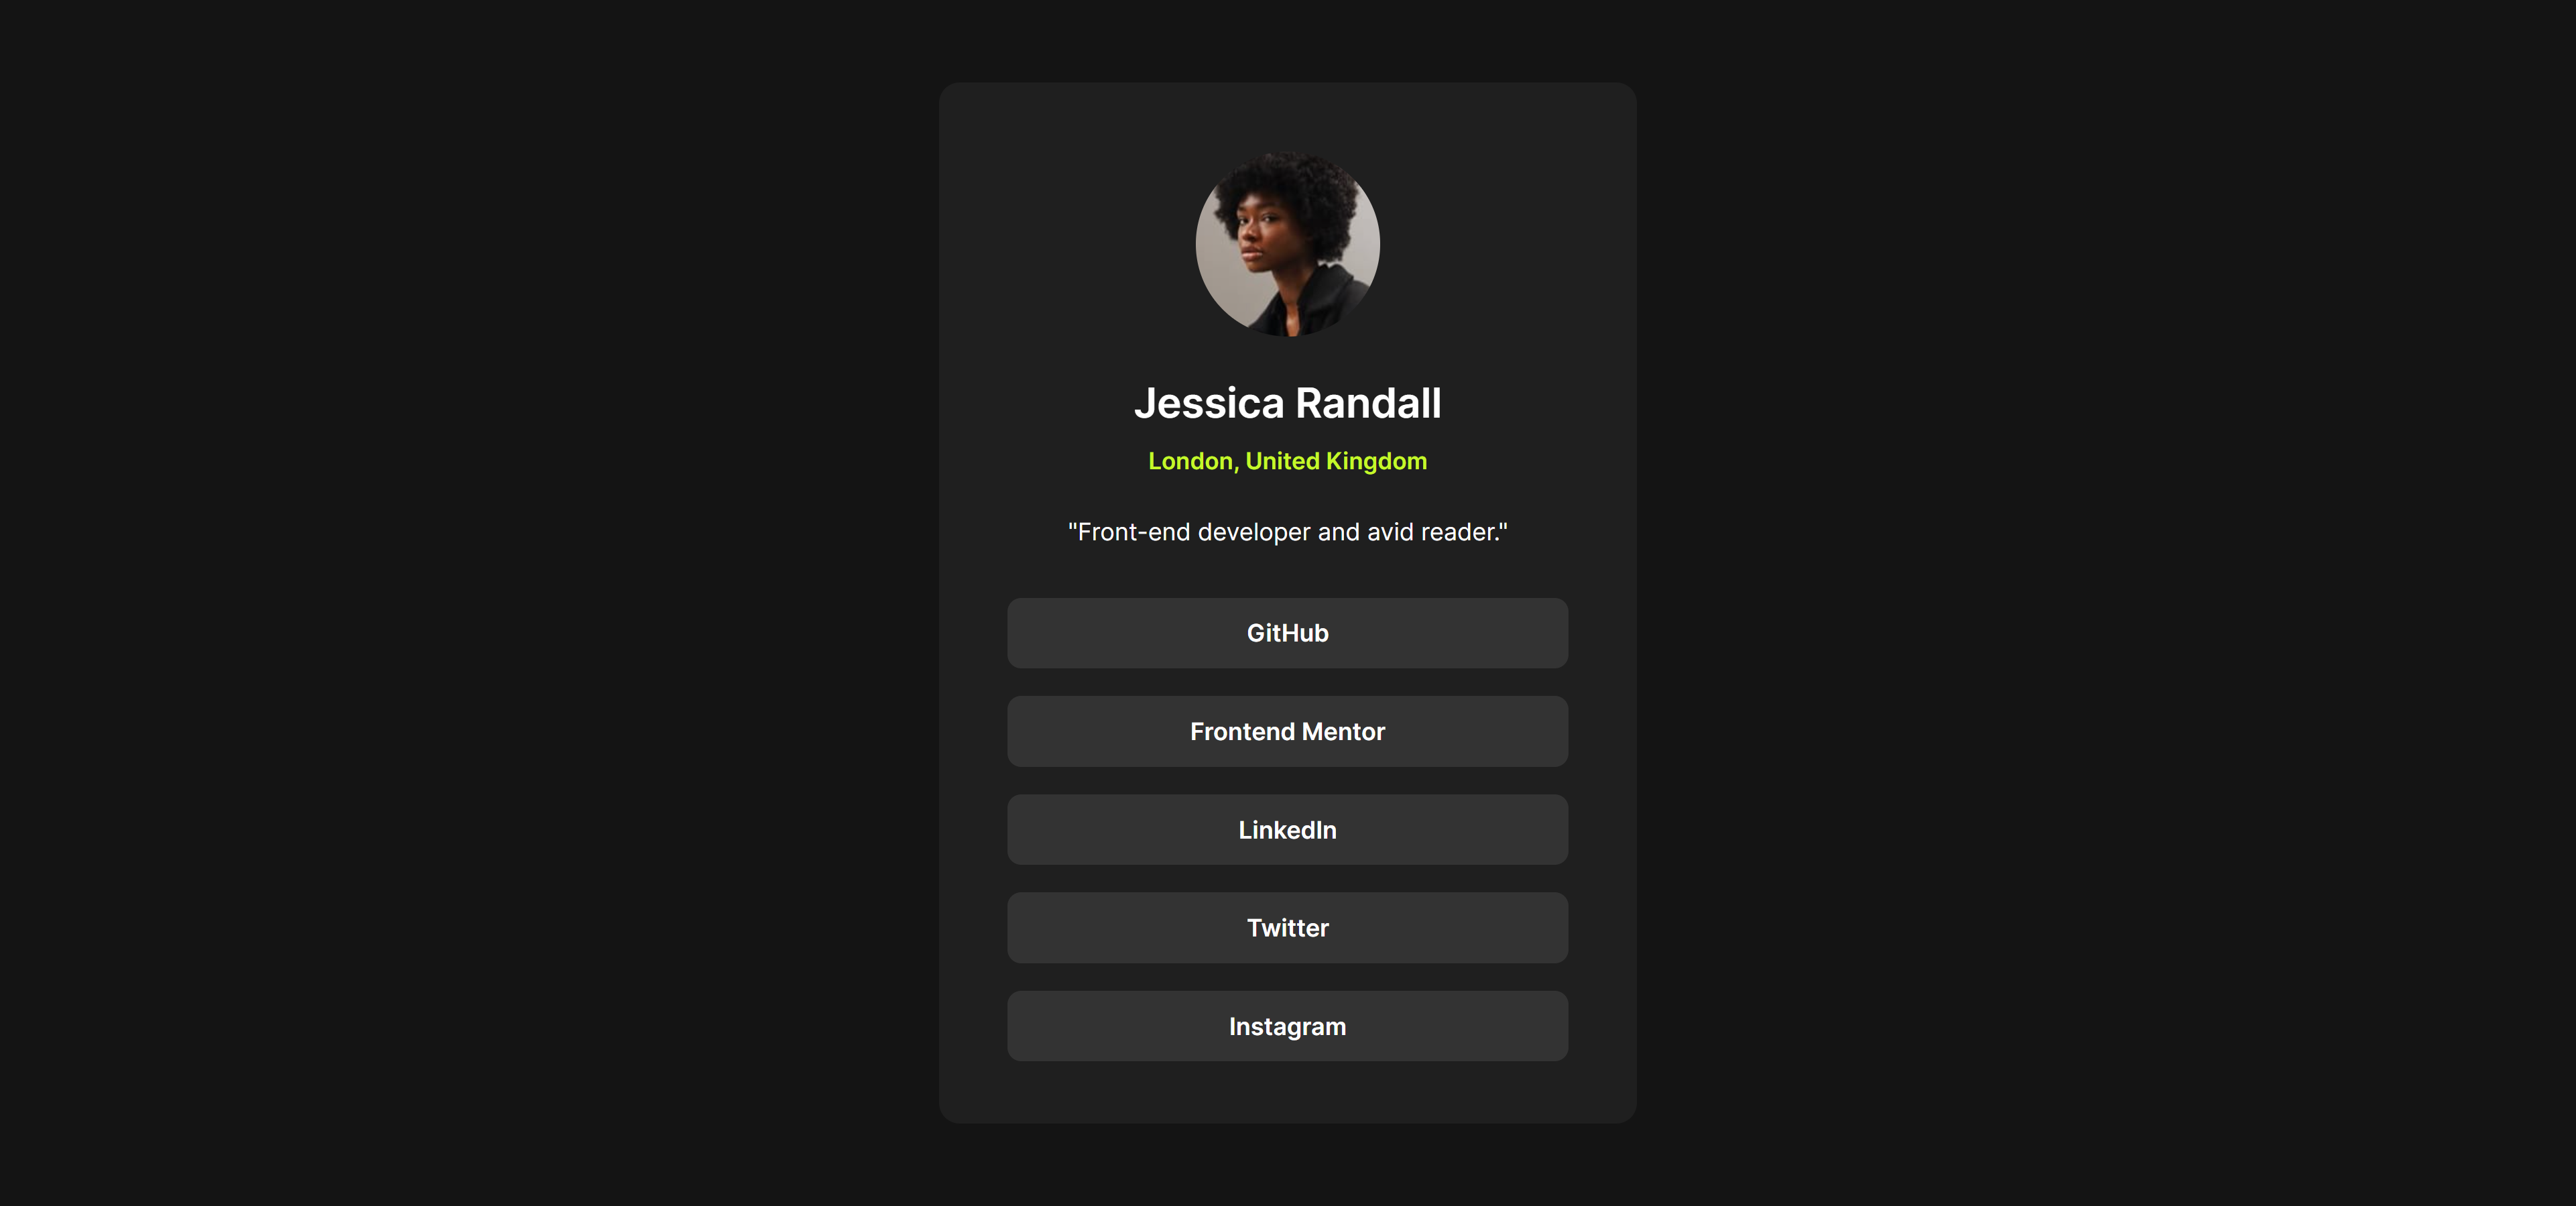 Jessica Randall
London, United Kingdom
"Front-end developer and avid reader."
GitHub
Frontend Mentor
LinkedIn
Twitter
Instagram